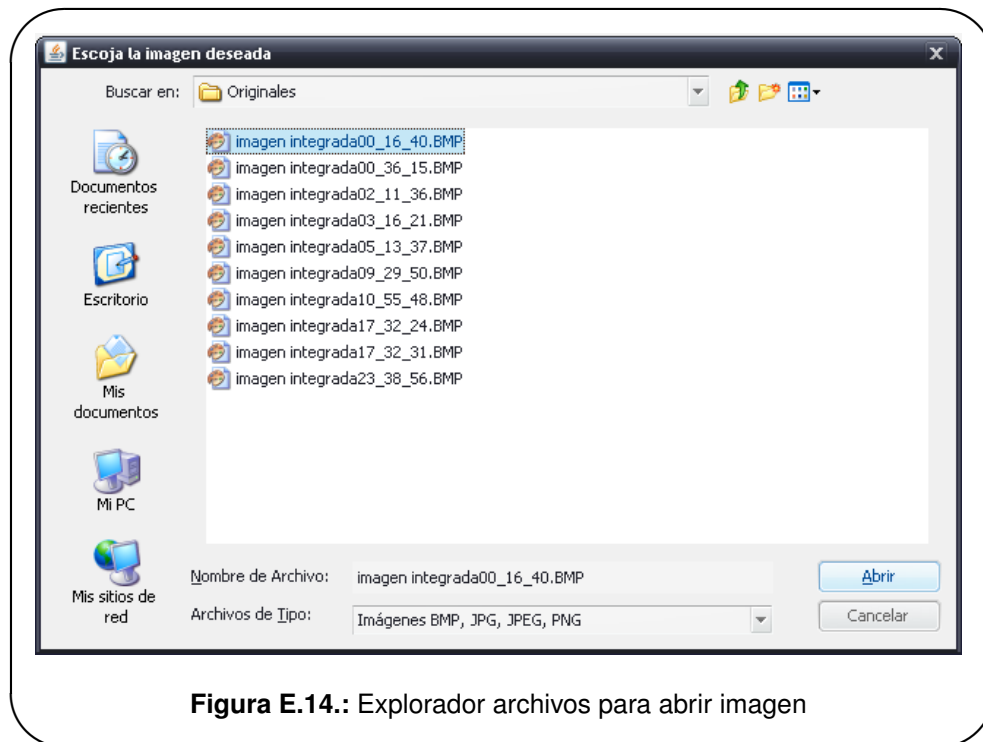 Escoja la imagen deseada
Buscar en:
Originales
Documentos
recientes
Escritorio
Mis
documentos
Mi PC
Mis sitios de
red
imagen integrada00_16_40.BMP
imagen integrada00_36_15.BMP
imagen integrada02_11_36.BMP
imagen integrada03_16_21.BMP
imagen integrada05_13_37.BMP
imagen integrada09_29_50.BMP
imagen integrada10_55_48.BMP
imagen integrada17_32_24.BMP
imagen integrada17_32_31.BMP
imagen integrada23_38_56.BMP
Nombre de Archivo: imagen integrada00_16_40.BMP
Abrir
Archivos de Tipo: Imágenes BMP, JPG, JPEG, PNG
Cancelar
Figura E.14.: Explorador archivos para abrir imagen